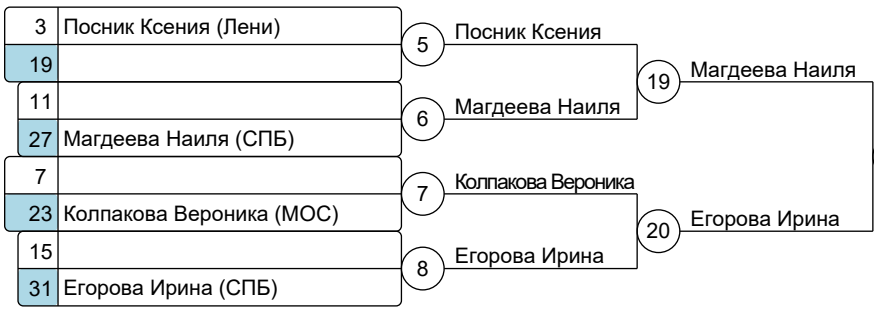 3 Посник Ксения (Лени)
19
11
27 Магдеева Наиля (СПБ)
7
23 Колпакова Вероника (МОС)
15
31 Егорова Ирина (СПБ)
5 Посник Ксения
6 Магдеева Наиля
7 Колпакова Вероника
8 Егорова Ирина
19 Магдеева Наиля
20 Егорова Ирина